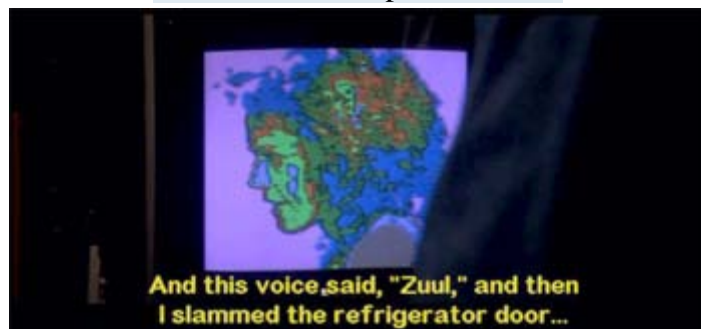 And this voice said, "Zuul," and then
I slammed the refrigerator door...